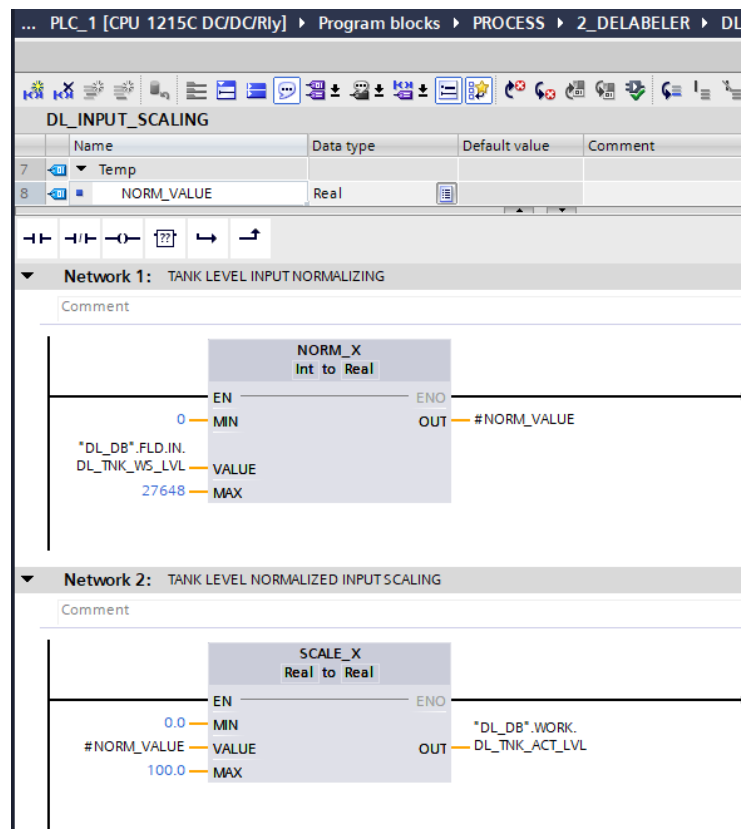 ... PLC_1 [CPU 1215C DC/DC/Rly] ▸ Program blocks ▸ PROCESS ▸ 2_DELABELER ▸ DL
DL_INPUT_SCALING
Name Data type Default value Comment
7 Temp
8 NORM_VALUE Real
??
Network 1: TANK LEVEL INPUT NORMALIZING
Comment
NORM_X
Int to Real
EN ENO
0 MIN OUT #NORM_VALUE
"DL_DB".FLD.IN.
DL_TNK_WS_LVL VALUE
27648 MAX
Network 2: TANK LEVEL NORMALIZED INPUT SCALING
Comment
SCALE_X
Real to Real
EN ENO
0.0 MIN "DL_DB".WORK.
#NORM_VALUE VALUE OUT DL_TNK_ACT_LVL
100.0 MAX